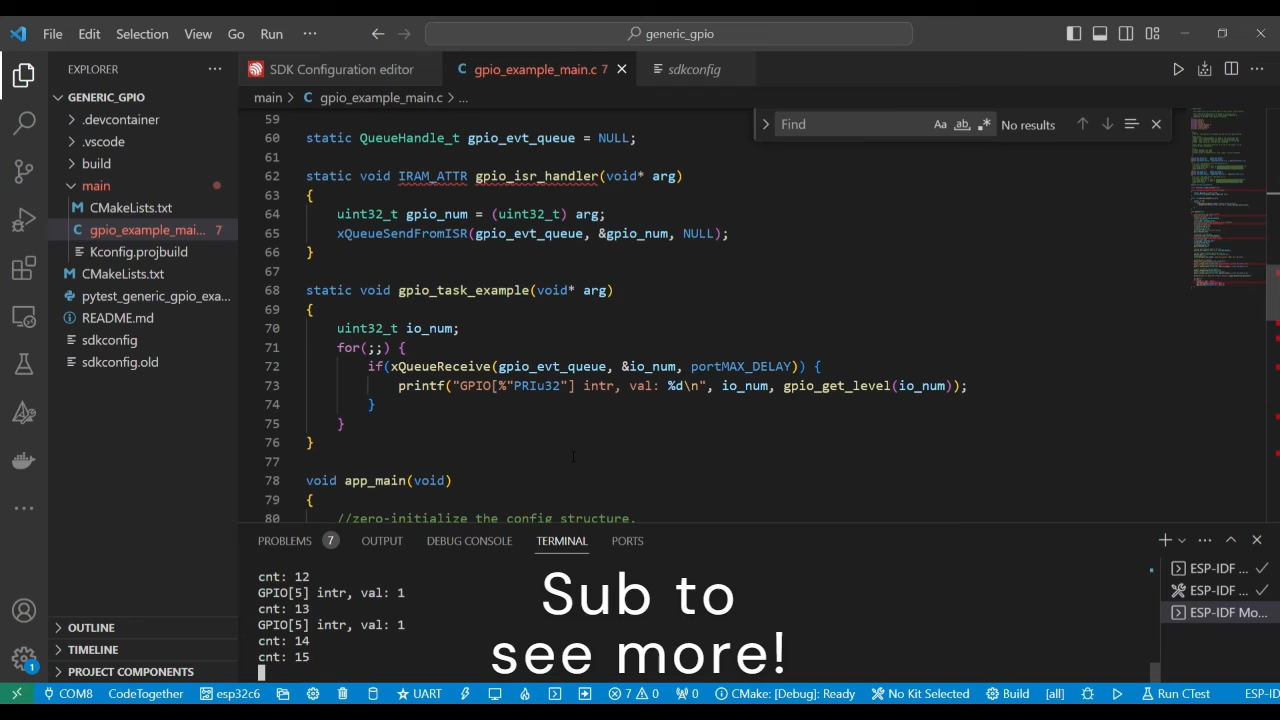 File Edit Selection View Go Run ··· generic_gpio
EXPLORER ···
GENERIC_GPIO
.devcontainer
.vscode
build
main
CMakeLists.txt
gpio_example_mai... 7
Kconfig.projbuild
CMakeLists.txt
pytest_generic_gpio_exa...
README.md
sdkconfig
sdkconfig.old
OUTLINE
TIMELINE
PROJECT COMPONENTS
SDK Configuration editor gpio_example_main.c 7 sdkconfig
main > gpio_example_main.c > ...
Find Aa ab No results
59
60 static QueueHandle_t gpio_evt_queue = NULL;
61
62 static void IRAM_ATTR gpio_isr_handler(void* arg)
63 {
64 uint32_t gpio_num = (uint32_t) arg;
65 xQueueSendFromISR(gpio_evt_queue, &gpio_num, NULL);
66 }
67
68 static void gpio_task_example(void* arg)
69 {
70 uint32_t io_num;
71 for(;;) {
72 if(xQueueReceive(gpio_evt_queue, &io_num, portMAX_DELAY)) {
73 printf("GPIO[%"PRIu32"] intr, val: %d\n", io_num, gpio_get_level(io_num));
74 }
75 }
76 }
77
78 void app_main(void)
79 {
80 //zero-initialize the config structure.
PROBLEMS 7 OUTPUT DEBUG CONSOLE TERMINAL PORTS
cnt: 12
GPIO[5] intr, val: 1
cnt: 13
GPIO[5] intr, val: 1
cnt: 14
cnt: 15
ESP-IDF ...
ESP-IDF ...
ESP-IDF Mo...
Sub to
see more!
1
COM8 CodeTogether esp32c6 UART 7 0 0 CMake: [Debug]: Ready No Kit Selected Build [all] Run CTest ESP-ID